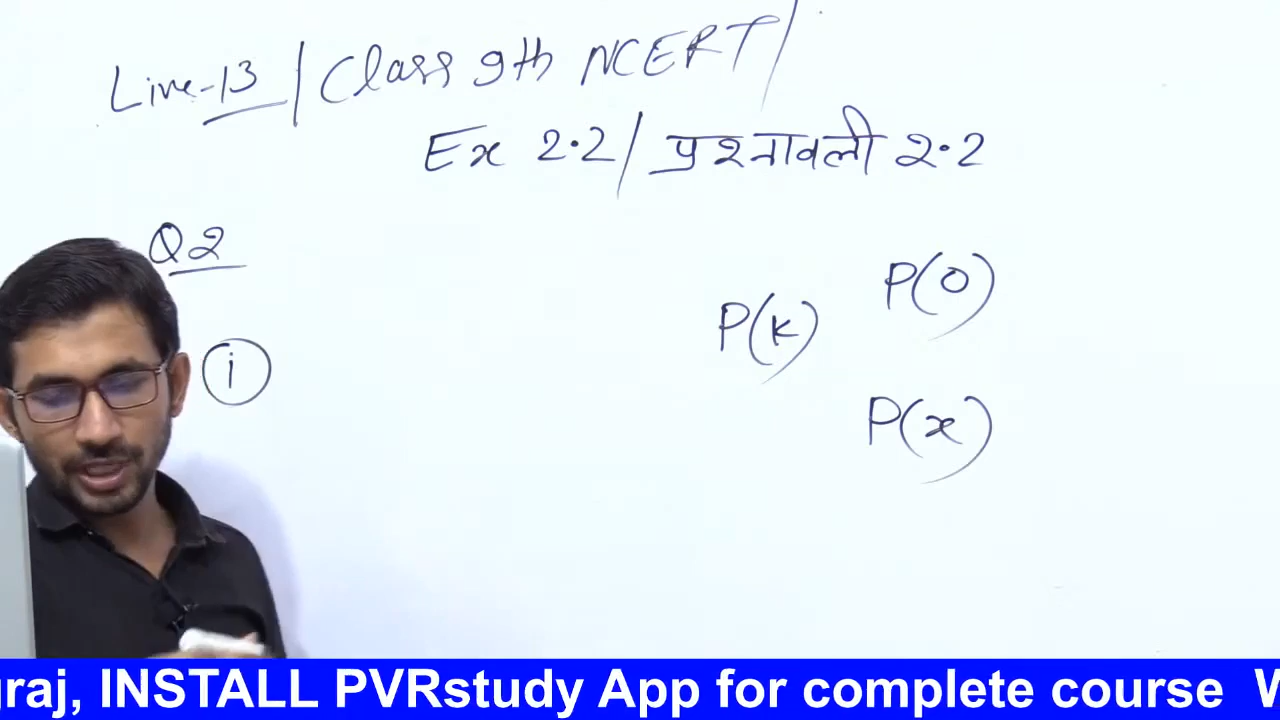 Live-13 / Class 9th NCERT /
Ex 2.2 / प्रश्नावली 2.2
Q2
P(0)
P(k)
i
P(x)
graj, INSTALL PVRstudy App for complete course W